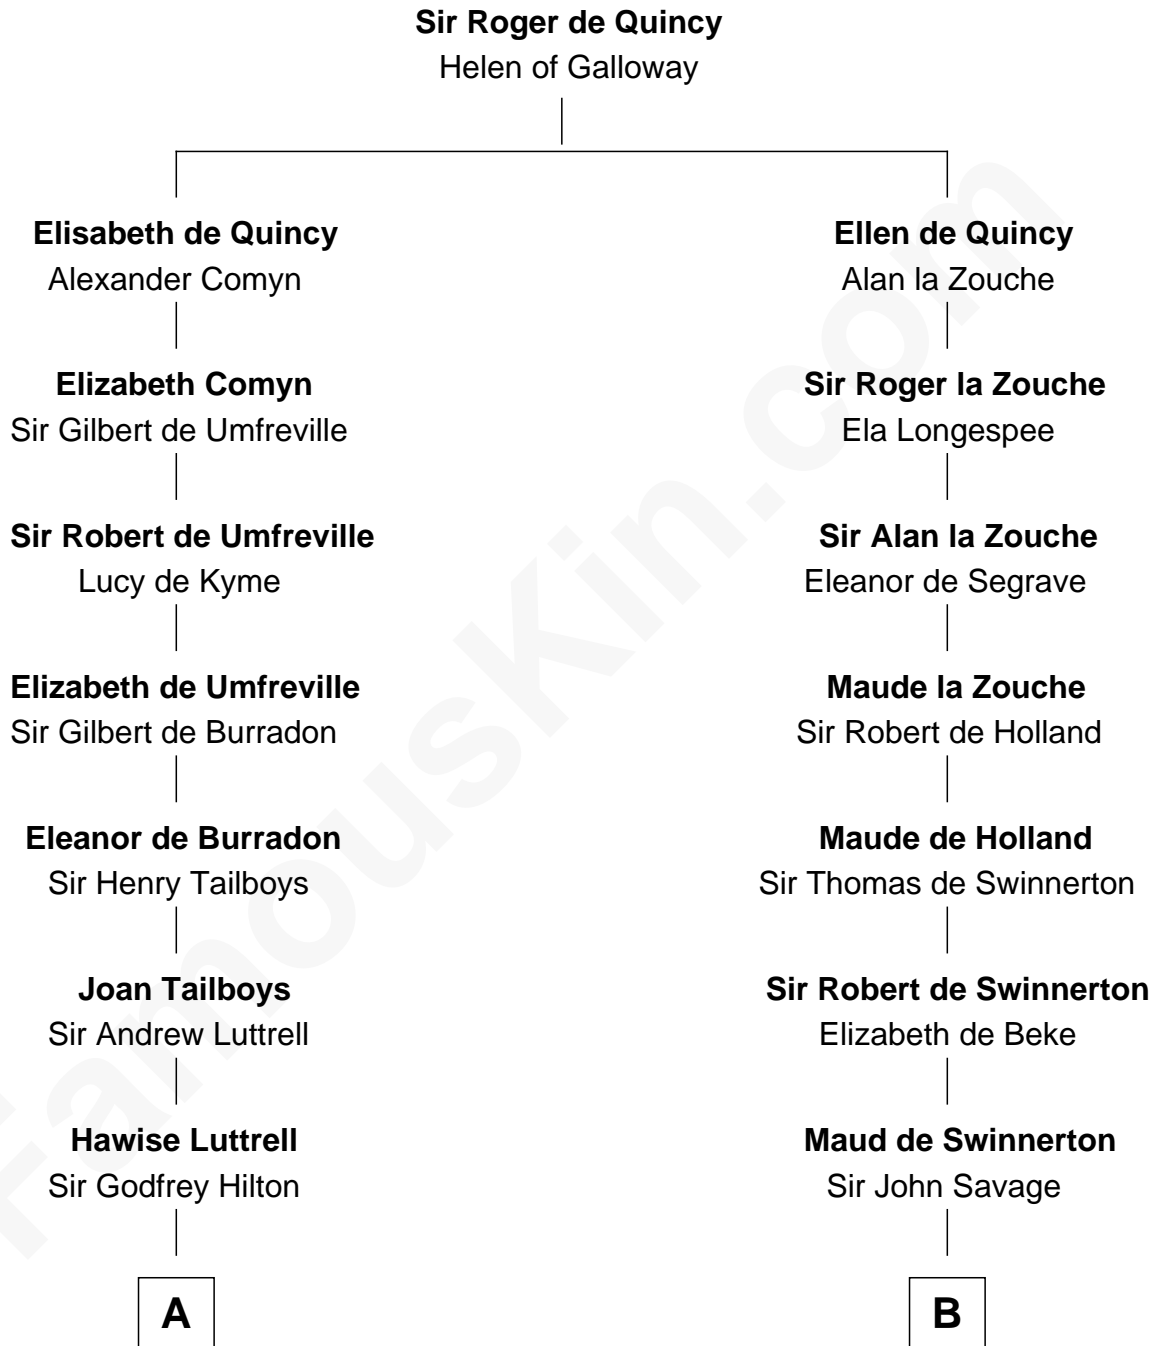 Sir Roger de Quincy
Helen of Galloway
Elisabeth de Quincy
Alexander Comyn
Ellen de Quincy
Alan la Zouche
Elizabeth Comyn
Sir Gilbert de Umfreville
Sir Roger la Zouche
Ela Longespee
Sir Robert de Umfreville
Lucy de Kyme
Sir Alan la Zouche
Eleanor de Segrave
Elizabeth de Umfreville
Sir Gilbert de Burradon
Maude la Zouche
Sir Robert de Holland
Eleanor de Burradon
Sir Henry Tailboys
Maude de Holland
Sir Thomas de Swinnerton
Joan Tailboys
Sir Andrew Luttrell
Sir Robert de Swinnerton
Elizabeth de Beke
Hawise Luttrell
Sir Godfrey Hilton
Maud de Swinnerton
Sir John Savage
A
B
FamousKin.com